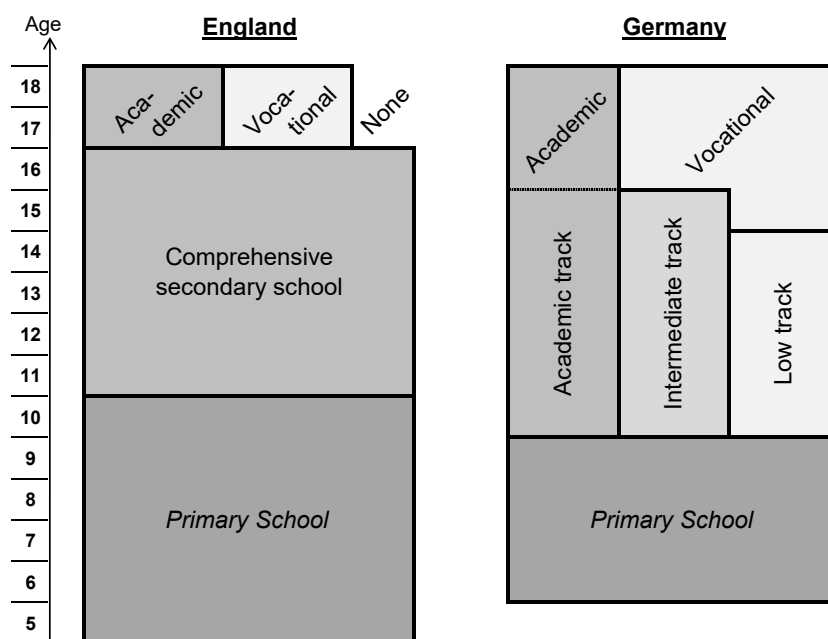 Age
England
Germany
18
17
16
15
14
13
12
11
10
9
8
7
6
5
Aca-
demic
Voca-
tional
None
Comprehensive
secondary school
Primary School
Academic
Vocational
Academic track
Intermediate track
Low track
Primary School